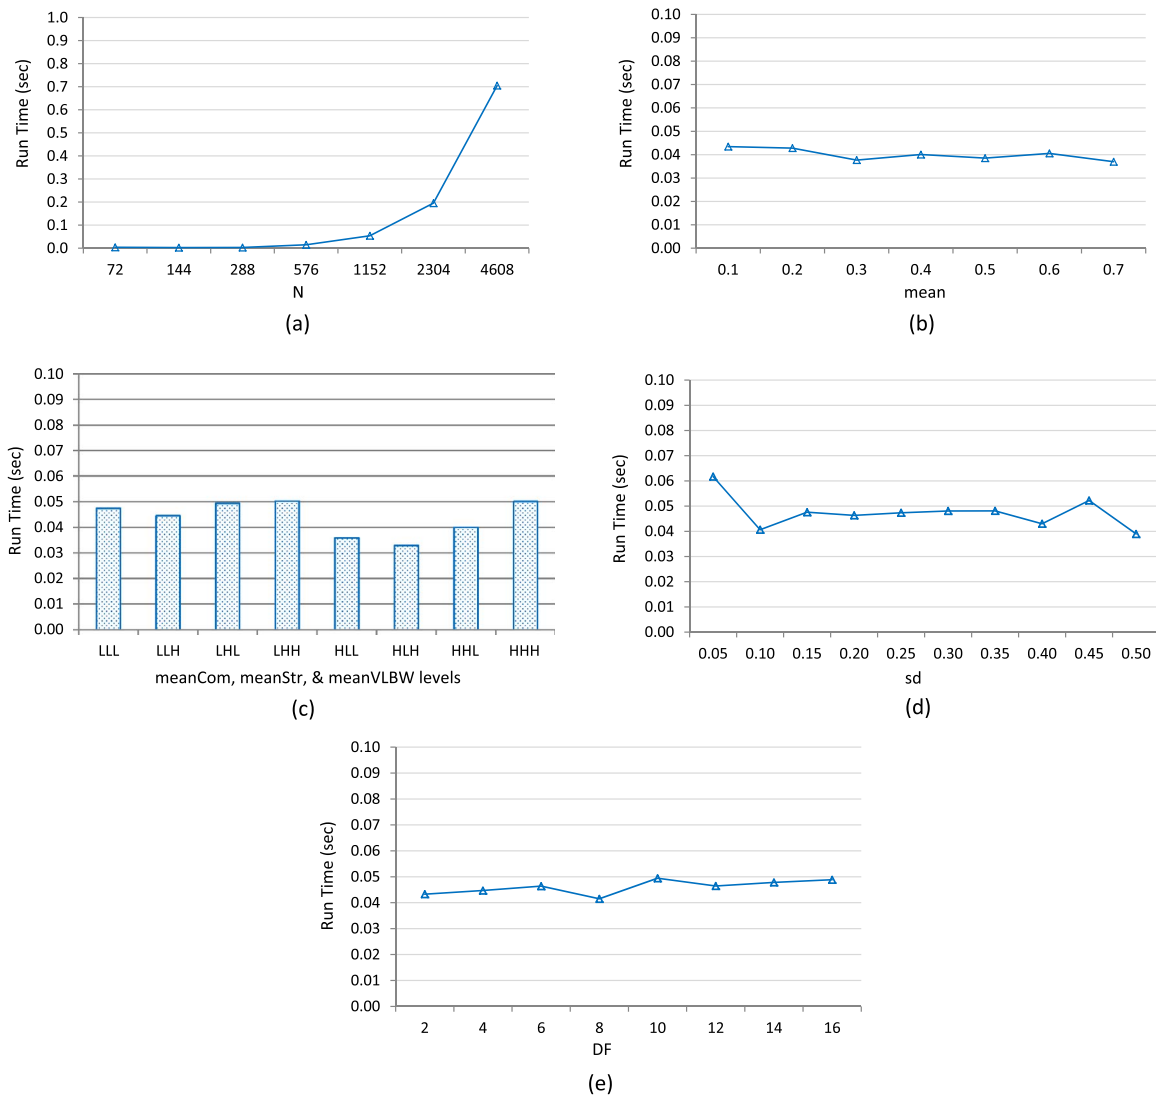 1.0
0.9
0.8
0.7
0.6
0.5
0.4
0.3
0.2
0.1
0.0
Run Time (sec)
72 144 288 576 1152 2304 4608
N
(a)
0.10
0.09
0.08
0.07
0.06
0.05
0.04
0.03
0.02
0.01
0.00
Run Time (sec)
0.1 0.2 0.3 0.4 0.5 0.6 0.7
mean
(b)
0.10
0.09
0.08
0.07
0.06
0.05
0.04
0.03
0.02
0.01
0.00
Run Time (sec)
LLL LLH LHL LHH HLL HLH HHL HHH
meanCom, meanStr, & meanVLBW levels
(c)
0.10
0.09
0.08
0.07
0.06
0.05
0.04
0.03
0.02
0.01
0.00
Run Time (sec)
0.05 0.10 0.15 0.20 0.25 0.30 0.35 0.40 0.45 0.50
sd
(d)
0.10
0.09
0.08
0.07
0.06
0.05
0.04
0.03
0.02
0.01
0.00
Run Time (sec)
2 4 6 8 10 12 14 16
DF
(e)